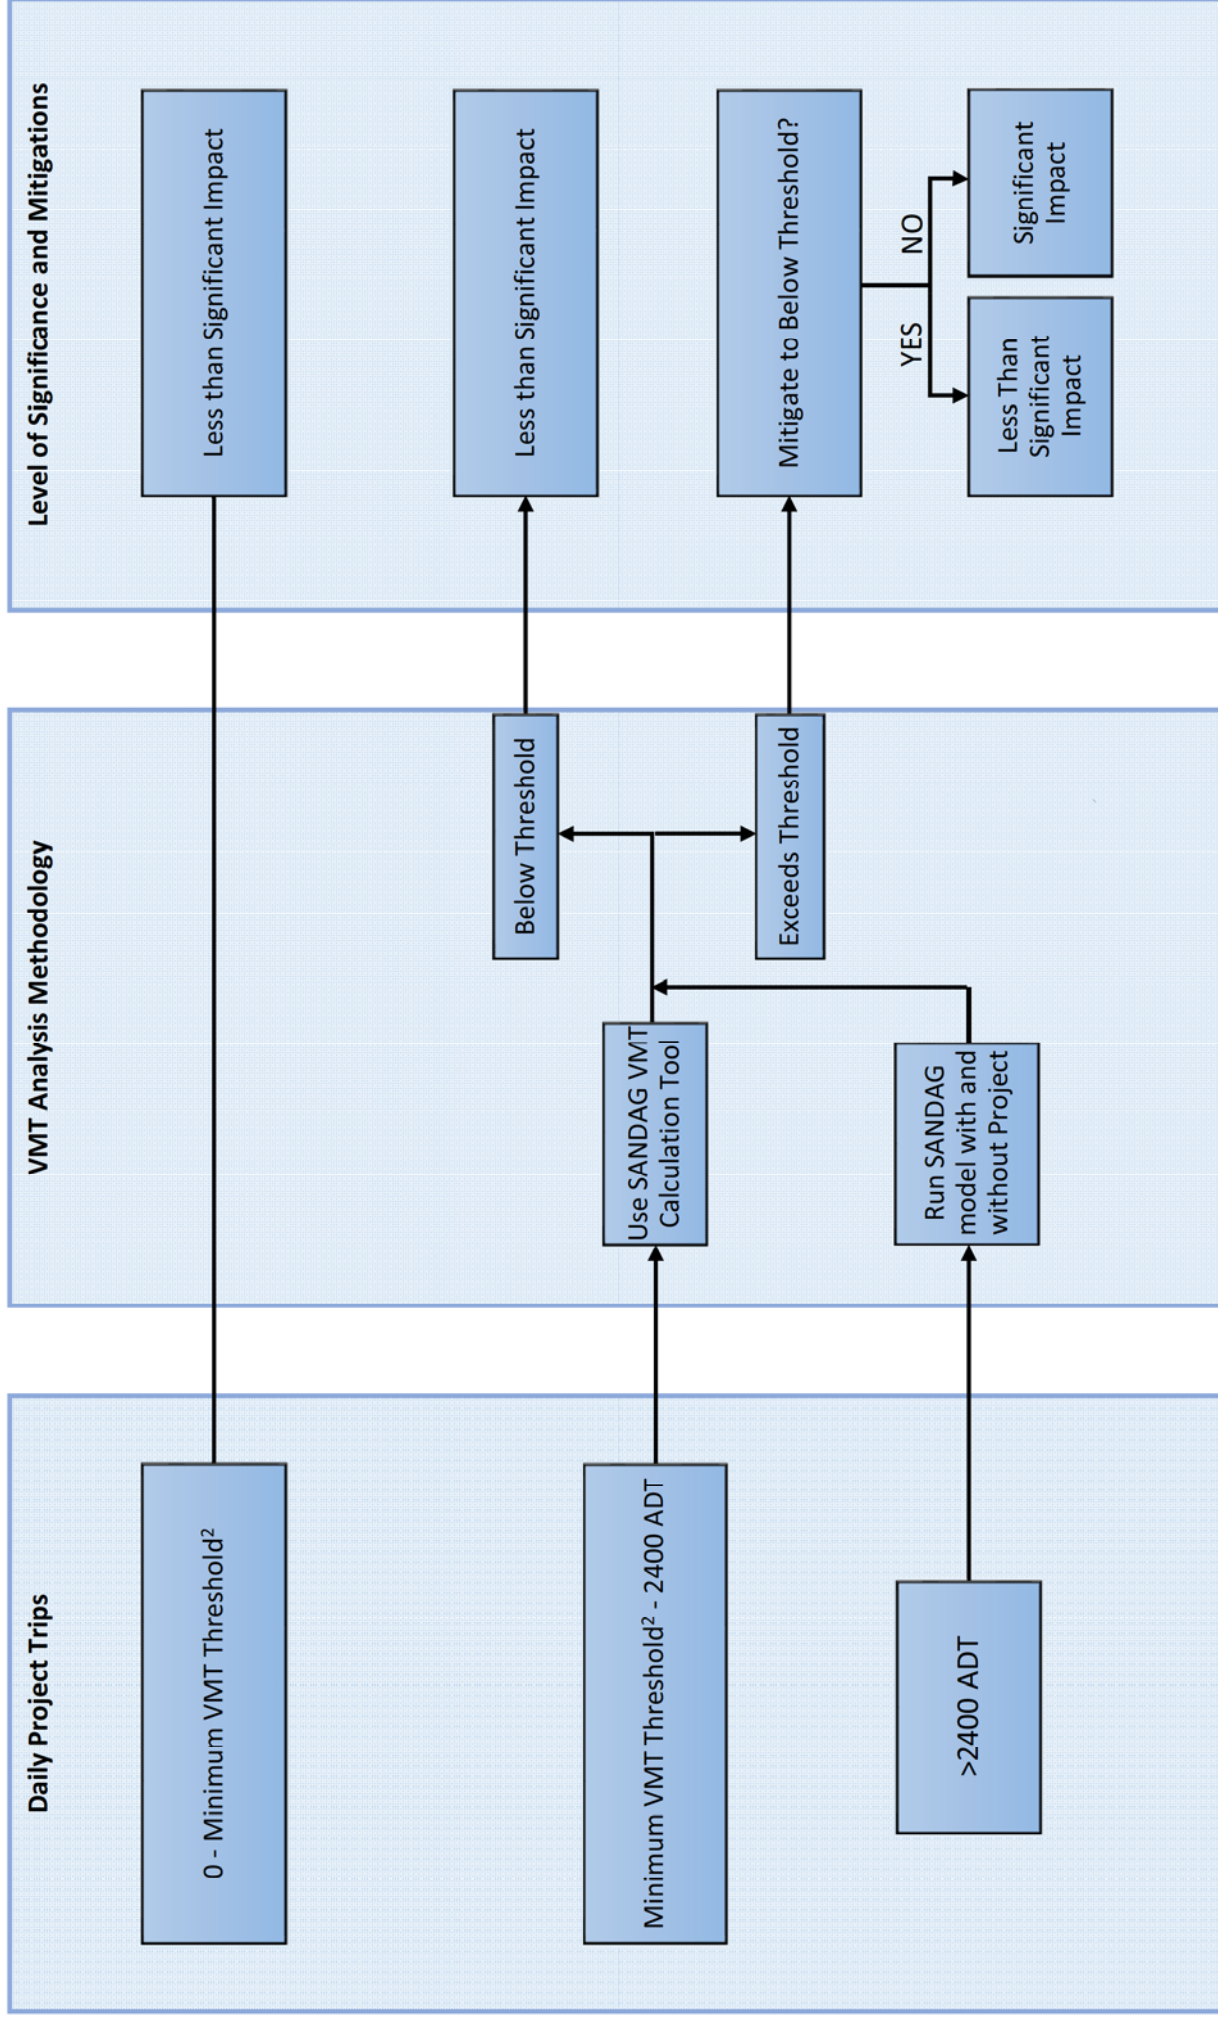 Daily Project Trips
VMT Analysis Methodology
Level of Significance and Mitigations
0 - Minimum VMT Threshold²
Less than Significant Impact
Minimum VMT Threshold² - 2400 ADT
Use SANDAG VMT
Calculation Tool
Below Threshold
Less than Significant Impact
Exceeds Threshold
Mitigate to Below Threshold?
>2400 ADT
Run SANDAG
model with and
without Project
YES
NO
Less Than
Significant
Impact
Significant
Impact